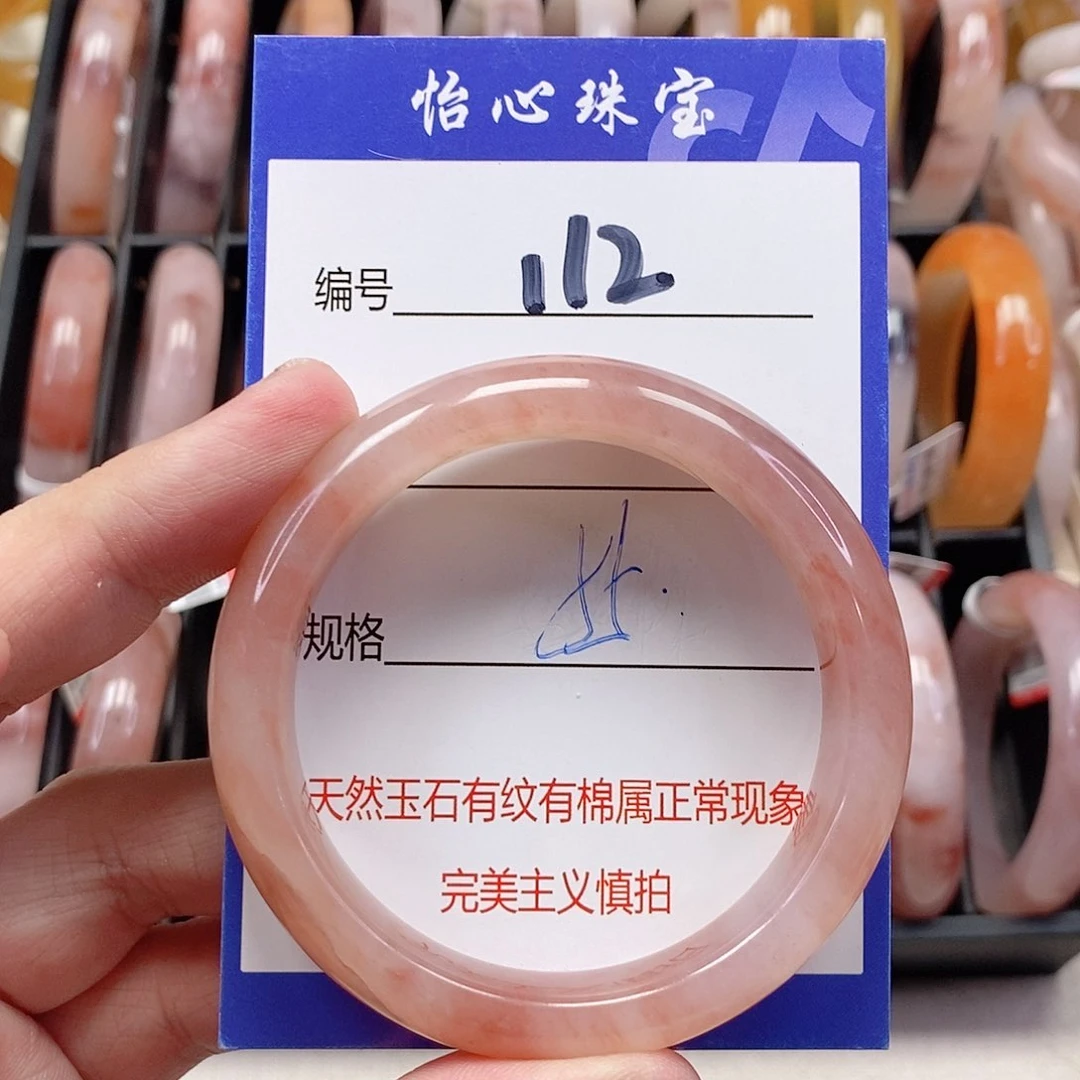 怡心珠宝
编号 112
规格
天然玉石有纹有棉属正常现象
完美主义慎拍